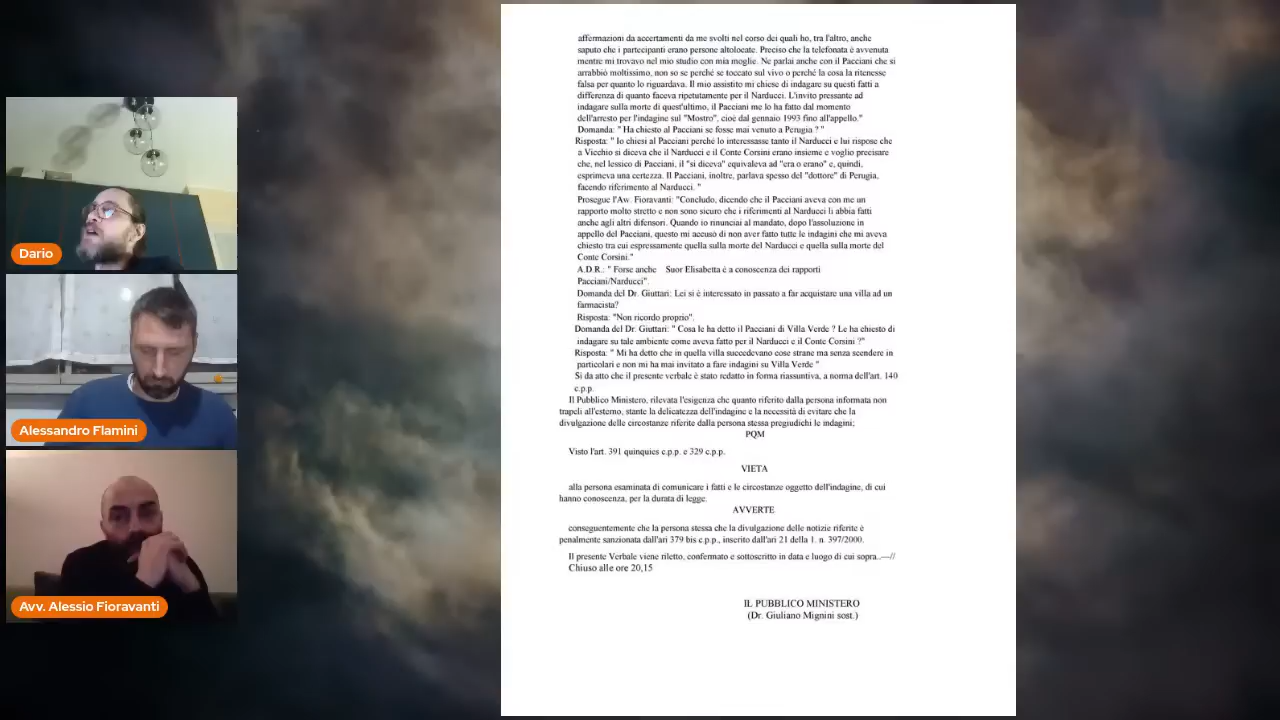 Dario
Alessandro Flamini
Avv. Alessio Fioravanti
affermazioni da accertamenti da me svolti nel corso dei quali ho, tra l'altro, anche
saputo che i partecipanti erano persone altolocate. Preciso che la telefonata è avvenuta
mentre mi trovavo nel mio studio con mia moglie. Ne parlai anche con il Pacciani che si
arrabbiò moltissimo, non so se perché se toccato sul vivo o perché la cosa la ritenesse
falsa per quanto lo riguardava. Il mio assistito mi chiese di indagare su questi fatti a
differenza di quanto faceva ripetutamente per il Narducci. L'invito pressante ad
indagare sulla morte di quest'ultimo, il Pacciani me lo ha fatto dal momento
dell'arresto per l'indagine sul "Mostro", cioè dal gennaio 1993 fino all'appello."
Domanda: " Ha chiesto al Pacciani se fosse mai venuto a Perugia ? "
Risposta: " Io chiesi al Pacciani perché lo interessasse tanto il Narducci e lui rispose che
a Vicchio si diceva che il Narducci e il Conte Corsini erano insieme e voglio precisare
che, nel lessico di Pacciani, il "si diceva" equivaleva ad "era o erano" e, quindi,
esprimeva una certezza. Il Pacciani, inoltre, parlava spesso del "dottore" di Perugia,
facendo riferimento al Narducci. "
Prosegue l'Aw. Fioravanti: "Concludo, dicendo che il Pacciani aveva con me un
rapporto molto stretto e non sono sicuro che i riferimenti al Narducci li abbia fatti
anche agli altri difensori. Quando io rinunciai al mandato, dopo l'assoluzione in
appello del Pacciani, questo mi accusò di non aver fatto tutte le indagini che mi aveva
chiesto tra cui espressamente quella sulla morte del Narducci e quella sulla morte del
Conte Corsini."
A.D.R.: " Forse anche Suor Elisabetta è a conoscenza dei rapporti
Pacciani/Narducci".
Domanda del Dr. Giuttari: Lei si è interessato in passato a far acquistare una villa ad un
farmacista?
Risposta: "Non ricordo proprio".
Domanda del Dr. Giuttari: " Cosa le ha detto il Pacciani di Villa Verde ? Le ha chiesto di
indagare su tale ambiente come aveva fatto per il Narducci e il Conte Corsini ?"
Risposta: " Mi ha detto che in quella villa succedevano cose strane ma senza scendere in
particolari e non mi ha mai invitato a fare indagini su Villa Verde "
Si dà atto che il presente verbale è stato redatto in forma riassuntiva, a norma dell'art. 140
c.p.p.
Il Pubblico Ministero, rilevata l'esigenza che quanto riferito dalla persona informata non
trapeli all'esterno, stante la delicatezza dell'indagine e la necessità di evitare che la
divulgazione delle circostanze riferite dalla persona stessa pregiudichi le indagini;
PQM
Visto l'art. 391 quinquies c.p.p. e 329 c.p.p.
VIETA
alla persona esaminata di comunicare i fatti e le circostanze oggetto dell'indagine, di cui
hanno conoscenza, per la durata di legge.
AVVERTE
conseguentemente che la persona stessa che la divulgazione delle notizie riferite è
penalmente sanzionata dall'ari 379 bis c.p.p., inscrito dall'ari 21 della 1. n. 397/2000.
Il presente Verbale viene riletto, confermato e sottoscritto in data e luogo di cui sopra..—//
Chiuso alle ore 20,15
IL PUBBLICO MINISTERO
(Dr. Giuliano Mignini sost.)